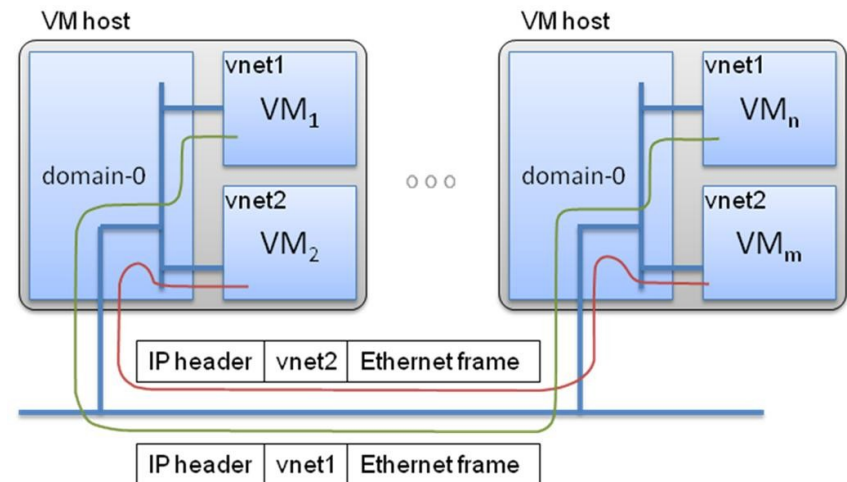 VM host
VM host
vnet1
VM1
domain-0
vnet2
VM2
vnet1
VMn
domain-0
vnet2
VMm
IP header vnet2 Ethernet frame
IP header vnet1 Ethernet frame